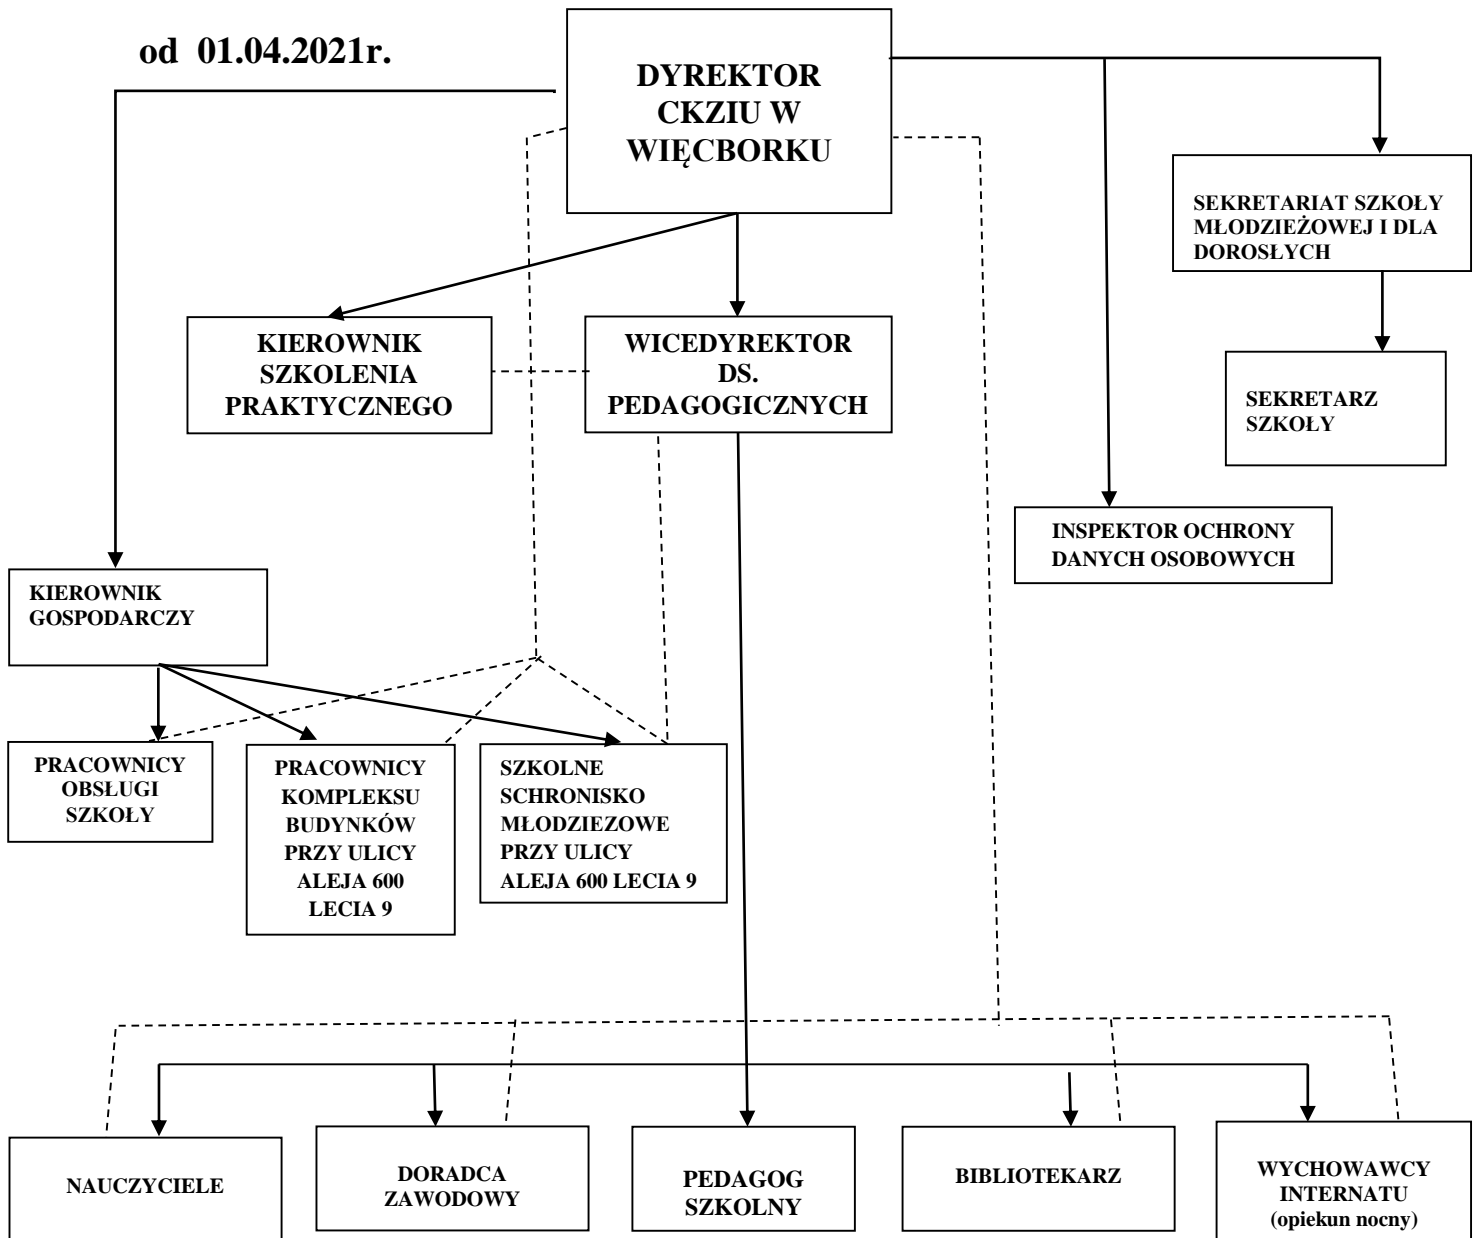 od 01.04.2021r.
DYREKTOR
CKZIU W
WIĘCBORKU
SEKRETARIAT SZKOŁY
MŁODZIEŻOWEJ I DLA
DOROSŁYCH
KIEROWNIK
SZKOLENIA
PRAKTYCZNEGO
WICEDYREKTOR
DS.
PEDAGOGICZNYCH
SEKRETARZ
SZKOŁY
INSPEKTOR OCHRONY
DANYCH OSOBOWYCH
KIEROWNIK
GOSPODARCZY
PRACOWNICY
OBSŁUGI
SZKOŁY
PRACOWNICY
KOMPLEKSU
BUDYNKÓW
PRZY ULICY
ALEJA 600
LECIA 9
SZKOLNE
SCHRONISKO
MŁODZIEZOWE
PRZY ULICY
ALEJA 600 LECIA 9
NAUCZYCIELE
DORADCA
ZAWODOWY
PEDAGOG
SZKOLNY
BIBLIOTEKARZ
WYCHOWAWCY
INTERNATU
(opiekun nocny)